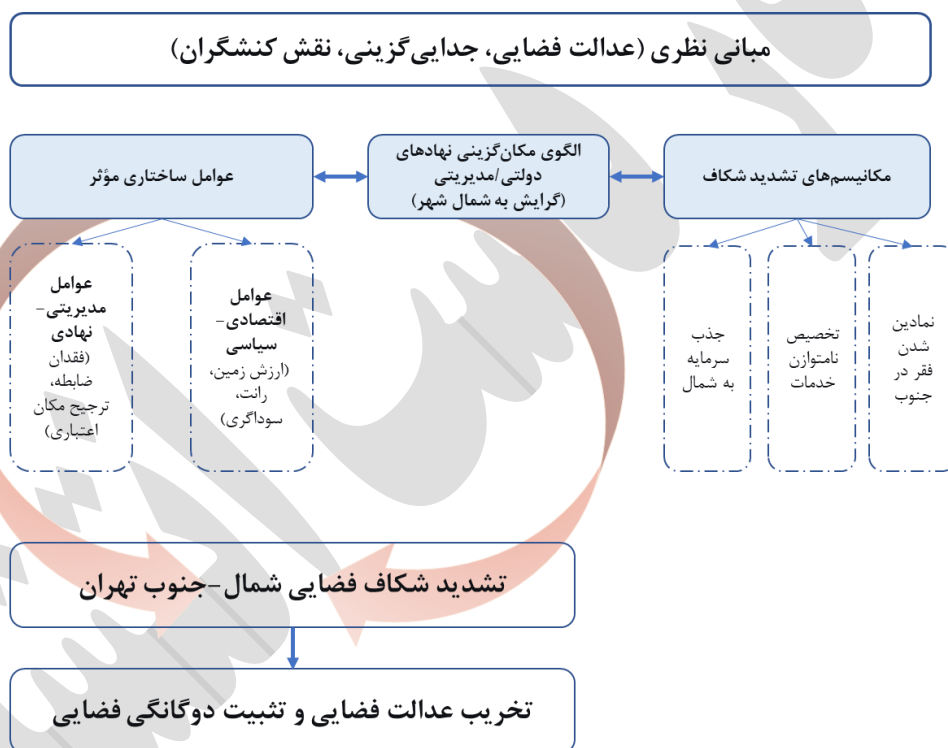 مبانی نظری (عدالت فضایی، جدایی‌گزینی، نقش کنشگران)
مکانیسم‌های تشدید شکاف
الگوی مکان‌گزینی نهادهای
دولتی/مدیریتی
(گرایش به شمال شهر)
عوامل ساختاری مؤثر
نمادین
شدن
فقر در
جنوب
تخصیص
نامتوازن
خدمات
جذب
سرمایه
به شمال
عوامل
اقتصادی-
سیاسی
(ارزش زمین،
رانت،
سوداگری)
عوامل
مدیریتی-
نهادی
(فقدان
ضابطه،
ترجیح مکان
اعتباری)
تشدید شکاف فضایی شمال-جنوب تهران
تخریب عدالت فضایی و تثبیت دوگانگی فضایی